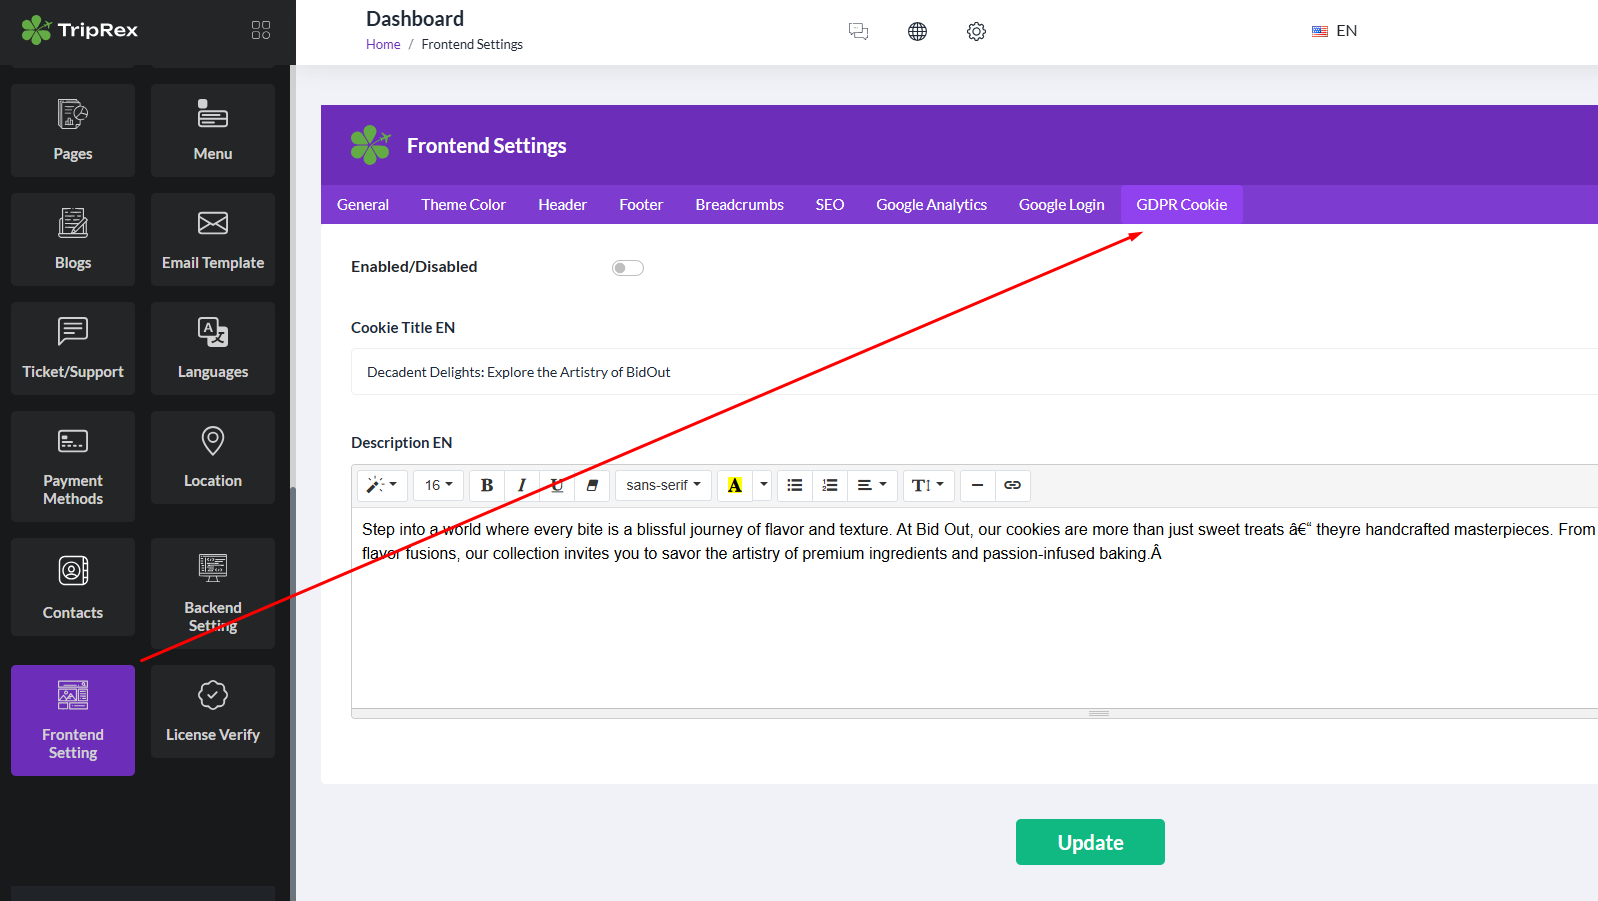 TripRex
Dashboard
Home / Frontend Settings
EN
Pages
Menu
Blogs
Email Template
Ticket/Support
Languages
Payment
Methods
Location
Contacts
Backend
Setting
Frontend
Setting
License Verify
Frontend Settings
General Theme Color Header Footer Breadcrumbs SEO Google Analytics Google Login GDPR Cookie
Enabled/Disabled
Cookie Title EN
Decadent Delights: Explore the Artistry of BidOut
Description EN
16 B I U sans-serif A T
Step into a world where every bite is a blissful journey of flavor and texture. At Bid Out, our cookies are more than just sweet treats â€“ theyre handcrafted masterpieces. From
flavor fusions, our collection invites you to savor the artistry of premium ingredients and passion-infused baking.Â
Update